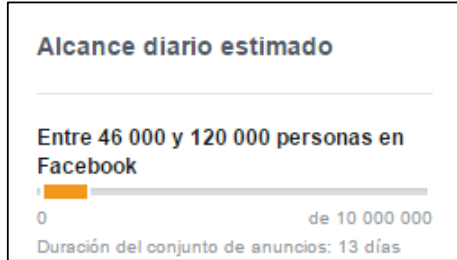 Alcance diario estimado
Entre 46 000 y 120 000 personas en
Facebook
0 de 10 000 000
Duración del conjunto de anuncios: 13 días